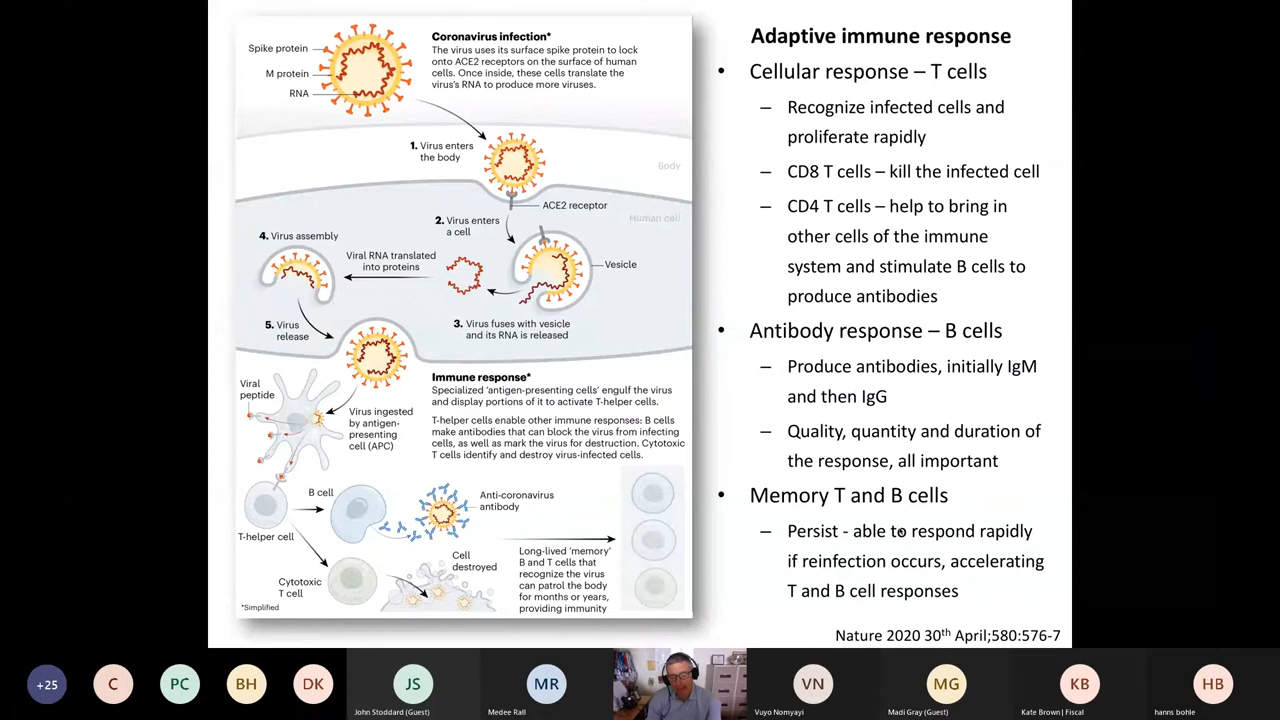 Spike protein
M protein
RNA
Coronavirus infection*
The virus uses its surface spike protein to lock
onto ACE2 receptors on the surface of human
cells. Once inside, these cells translate the
virus's RNA to produce more viruses.
1. Virus enters
the body
Body
ACE2 receptor
Human cell
2. Virus enters
a cell
4. Virus assembly
Viral RNA translated
into proteins
Vesicle
3. Virus fuses with vesicle
and its RNA is released
5. Virus
release
Immune response*
Specialized 'antigen-presenting cells' engulf the virus
and display portions of it to activate T-helper cells.
T-helper cells enable other immune responses: B cells
make antibodies that can block the virus from infecting
cells, as well as mark the virus for destruction. Cytotoxic
T cells identify and destroy virus-infected cells.
Viral
peptide
Virus ingested
by antigen-
presenting
cell (APC)
B cell
Anti-coronavirus
antibody
T-helper cell
Cytotoxic
T cell
Cell
destroyed
Long-lived 'memory'
B and T cells that
recognize the virus
can patrol the body
for months or years,
providing immunity
*Simplified
Adaptive immune response
• Cellular response – T cells
– Recognize infected cells and
proliferate rapidly
– CD8 T cells – kill the infected cell
– CD4 T cells – help to bring in
other cells of the immune
system and stimulate B cells to
produce antibodies
• Antibody response – B cells
– Produce antibodies, initially IgM
and then IgG
– Quality, quantity and duration of
the response, all important
• Memory T and B cells
– Persist - able to respond rapidly
if reinfection occurs, accelerating
T and B cell responses
Nature 2020 30th April;580:576-7
+25
C
PC
BH
DK
JS
John Stoddard (Guest)
MR
Medee Rall
VN
Vuyo Nomyayi
MG
Madi Gray (Guest)
KB
Kate Brown | Fiscal
HB
hanns bohle